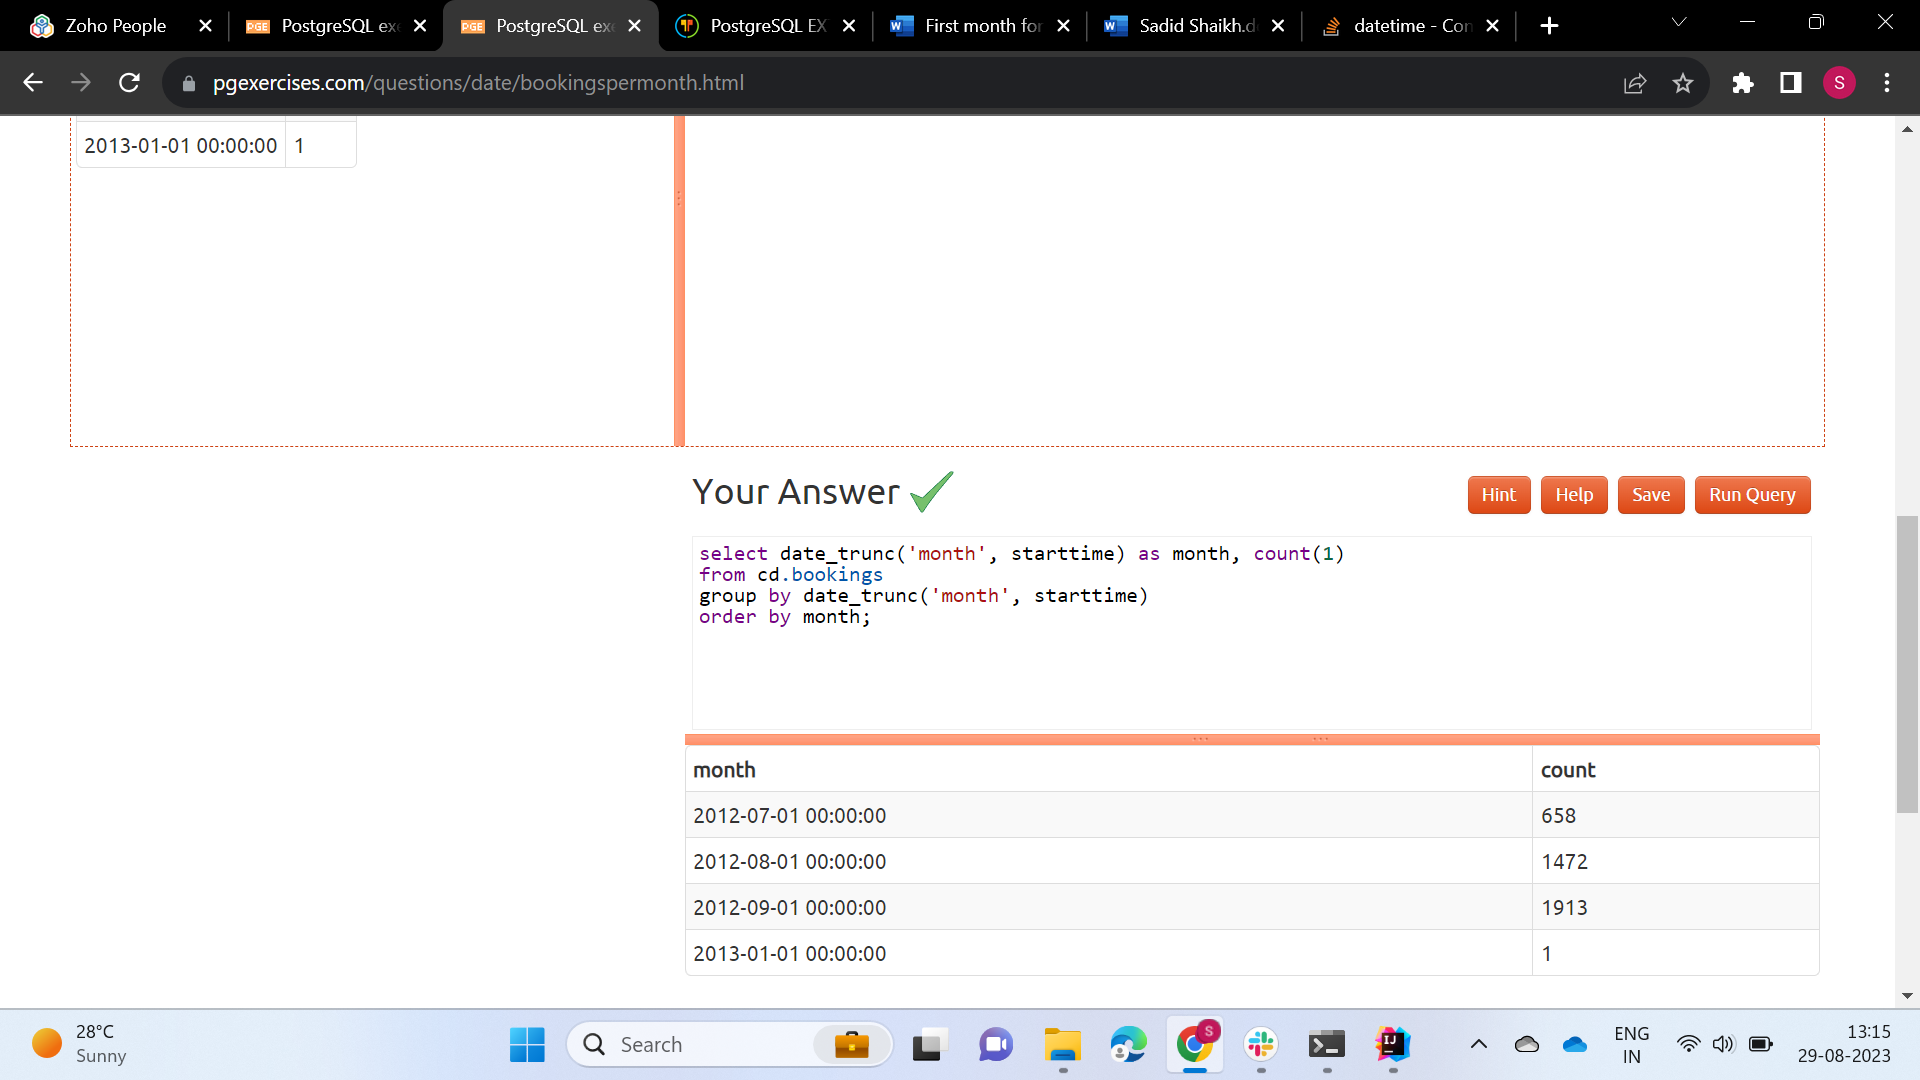 Zoho People
PostgreSQL exe
PostgreSQL exe
PostgreSQL EX
First month for
Sadid Shaikh.d
datetime - Con
pgexercises.com/questions/date/bookingspermonth.html
S
2013-01-01 00:00:00 1
Your Answer
Hint Help Save Run Query
select date_trunc('month', starttime) as month, count(1)
from cd.bookings
group by date_trunc('month', starttime)
order by month;
month count
2012-07-01 00:00:00 658
2012-08-01 00:00:00 1472
2012-09-01 00:00:00 1913
2013-01-01 00:00:00 1
28°C
Sunny
Search
S
IJ
ENG
IN
13:15
29-08-2023